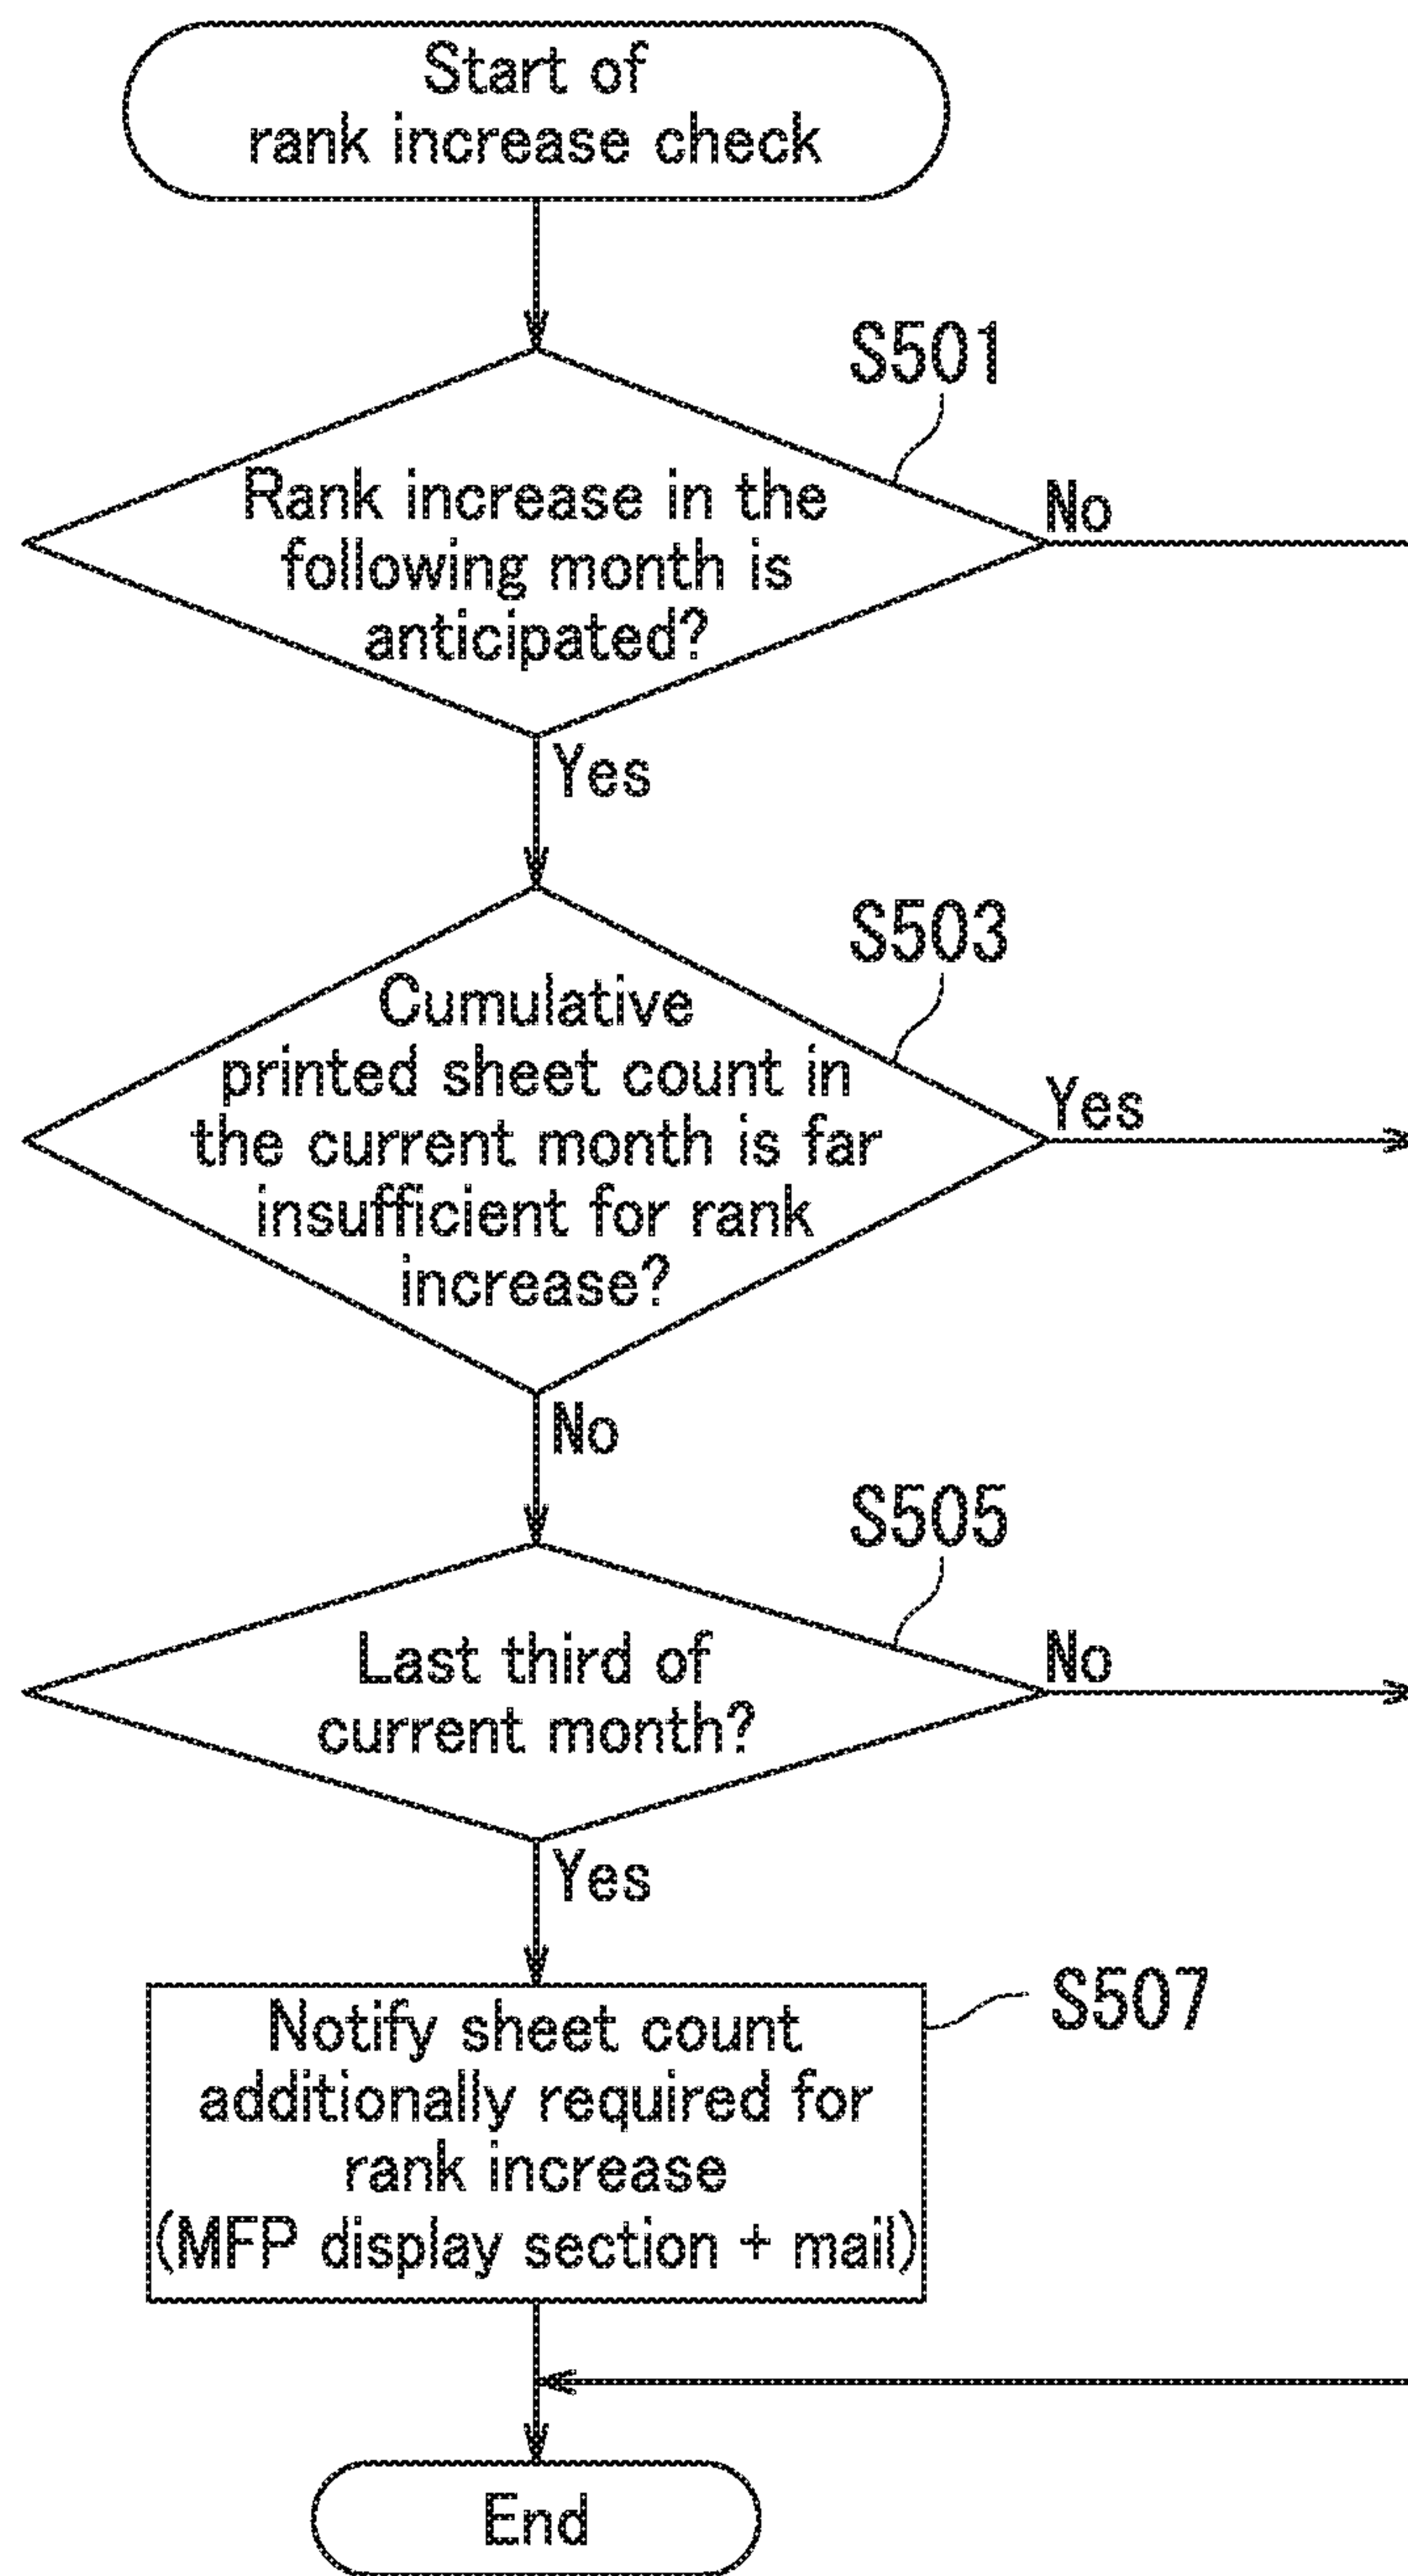 Start of
rank increase check
S501
Rank increase in the
following month is
anticipated?
No
Yes
S503
Cumulative
printed sheet count in
the current month is far
insufficient for rank
increase?
Yes
No
S505
Last third of
current month?
No
Yes
S507
Notify sheet count
additionally required for
rank increase
(MFP display section + mail)
End